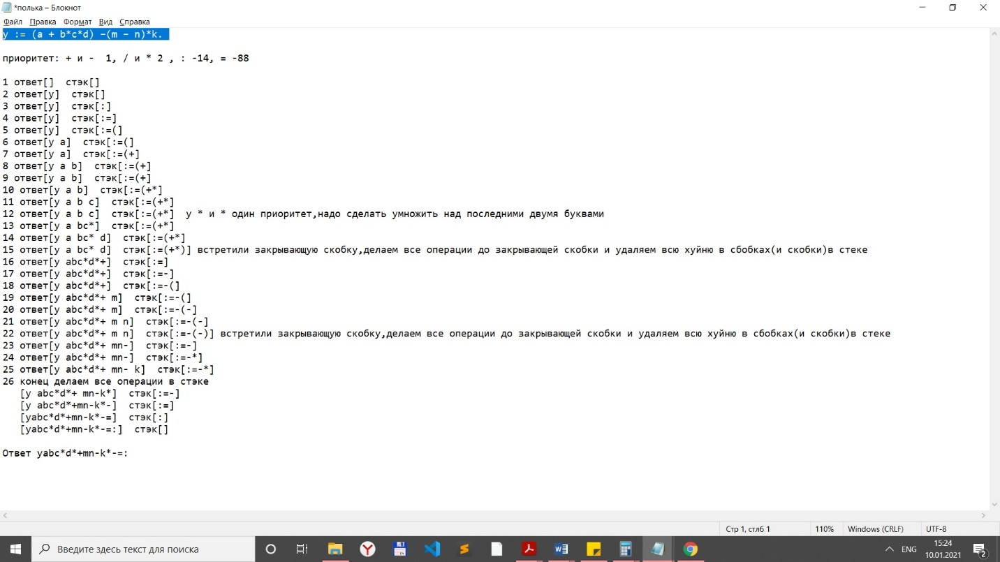 *полька – Блокнот
Файл Правка Формат Вид Справка
y := (a + b*c*d) –(m – n)*k.
приоритет: + и -  1, / и * 2 , : -14, = -88
1 ответ[]  стэк[]
2 ответ[y]  стэк[]
3 ответ[y]  стэк[:]
4 ответ[y]  стэк[:=]
5 ответ[y]  стэк[:=(]
6 ответ[y a]  стэк[:=(]
7 ответ[y a]  стэк[:=(+]
8 ответ[y a b]  стэк[:=(+]
9 ответ[y a b]  стэк[:=(+]
10 ответ[y a b]  стэк[:=(+*]
11 ответ[y a b c]  стэк[:=(+*]
12 ответ[y a b c]  стэк[:=(+*]  у * и * один приоритет,надо сделать умножить над последними двумя буквами
13 ответ[y a bc*]  стэк[:=(+*]
14 ответ[y a bc* d]  стэк[:=(+*]
15 ответ[y a bc* d]  стэк[:=(+*)] встретили закрывающую скобку,делаем все операции до закрывающей скобки и удаляем всю хуйню в сбобках(и скобки)в стеке
16 ответ[y abc*d*+]  стэк[:=]
17 ответ[y abc*d*+]  стэк[:=-]
18 ответ[y abc*d*+]  стэк[:=-(]
19 ответ[y abc*d*+ m]  стэк[:=-(]
20 ответ[y abc*d*+ m]  стэк[:=-(-]
21 ответ[y abc*d*+ m n]  стэк[:=-(-]
22 ответ[y abc*d*+ m n]  стэк[:=-(-)] встретили закрывающую скобку,делаем все операции до закрывающей скобки и удаляем всю хуйню в сбобках(и скобки)в стеке
23 ответ[y abc*d*+ mn-]  стэк[:=-]
24 ответ[y abc*d*+ mn-]  стэк[:=-*]
25 ответ[y abc*d*+ mn- k]  стэк[:=-*]
26 конец делаем все операции в стэке
[y abc*d*+ mn-k*]  стэк[:=-]
[y abc*d*+mn-k*-]  стэк[:=]
[yabc*d*+mn-k*-=]  стэк[:]
[yabc*d*+mn-k*-=:]  стэк[]
Ответ yabc*d*+mn-k*-=:
Стр 1, стлб 1 110% Windows (CRLF) UTF-8
Введите здесь текст для поиска
ENG
15:24
10.01.2021
2